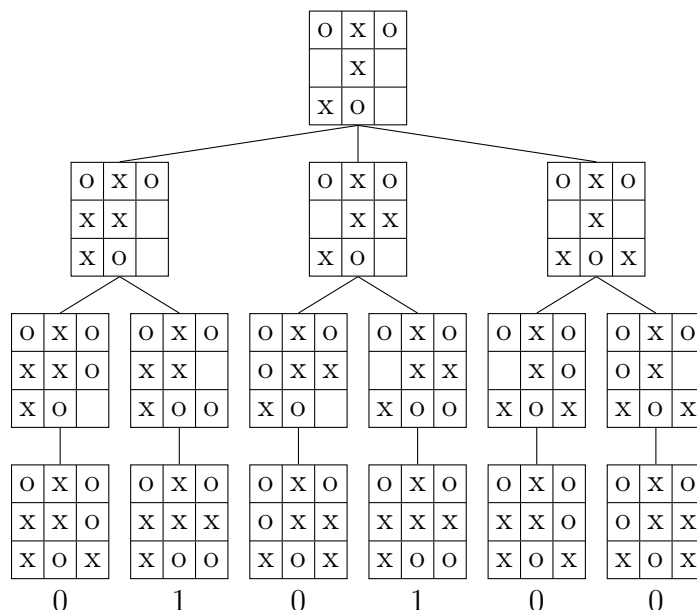 O X O
X
X O
O X O O X O O X O
X X X X X
X O X O X O X
O X O O X O O X O O X O O X O O X O
X X O X X O X X X X X O O X
X O X O O X O X O O X O X X O X
O X O O X O O X O O X O O X O O X O
X X O X X X O X X X X X X X O O X X
X O X X O O X O X X O O X O X X O X
0 1 0 1 0 0